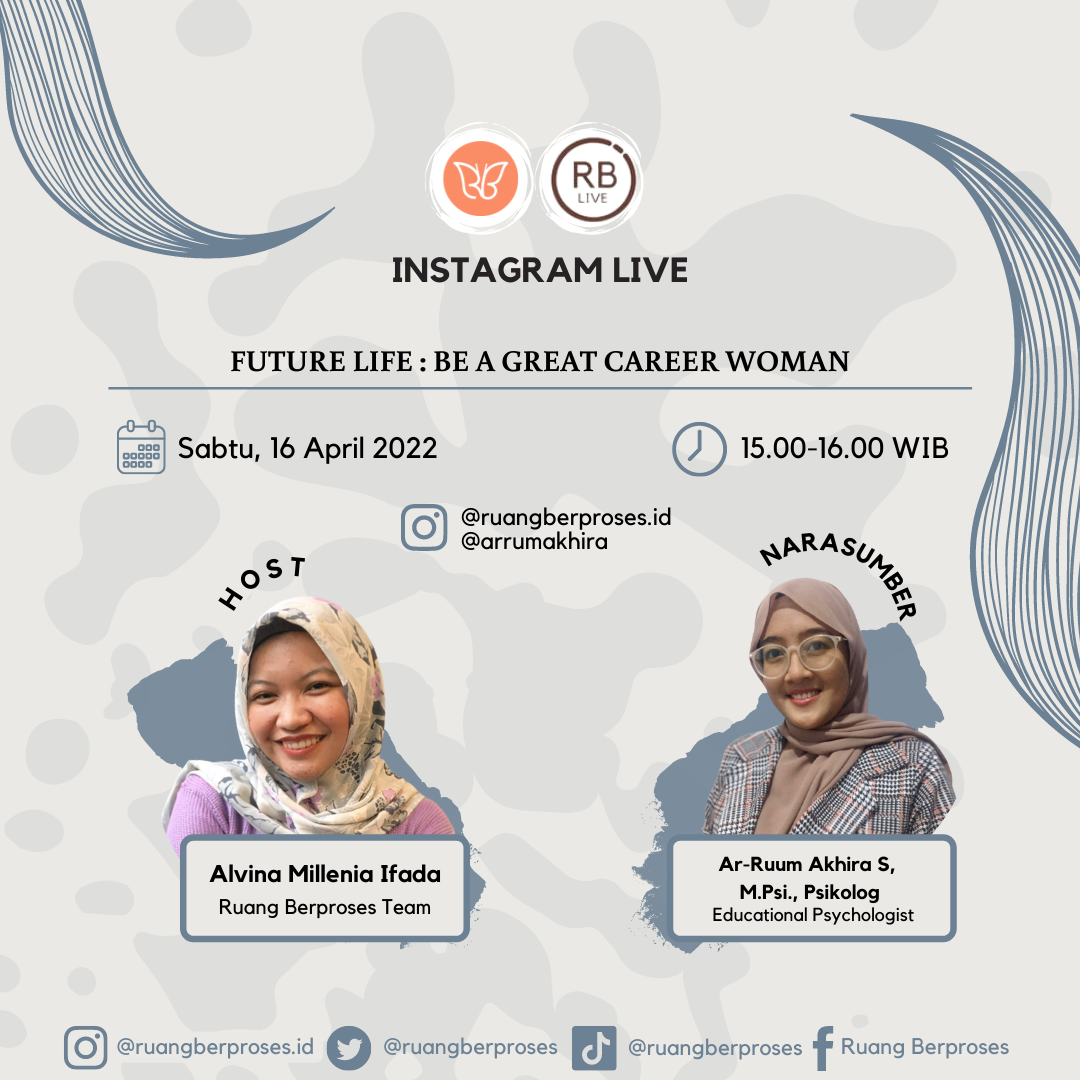 RB
LIVE
INSTAGRAM LIVE
FUTURE LIFE : BE A GREAT CAREER WOMAN
Sabtu, 16 April 2022
15.00-16.00 WIB
@ruangberproses.id
@arrumakhira
HOST
NARASUMBER
Alvina Millenia Ifada
Ruang Berproses Team
Ar-Ruum Akhira S,
M.Psi., Psikolog
Educational Psychologist
@ruangberproses.id
@ruangberproses
@ruangberproses
Ruang Berproses